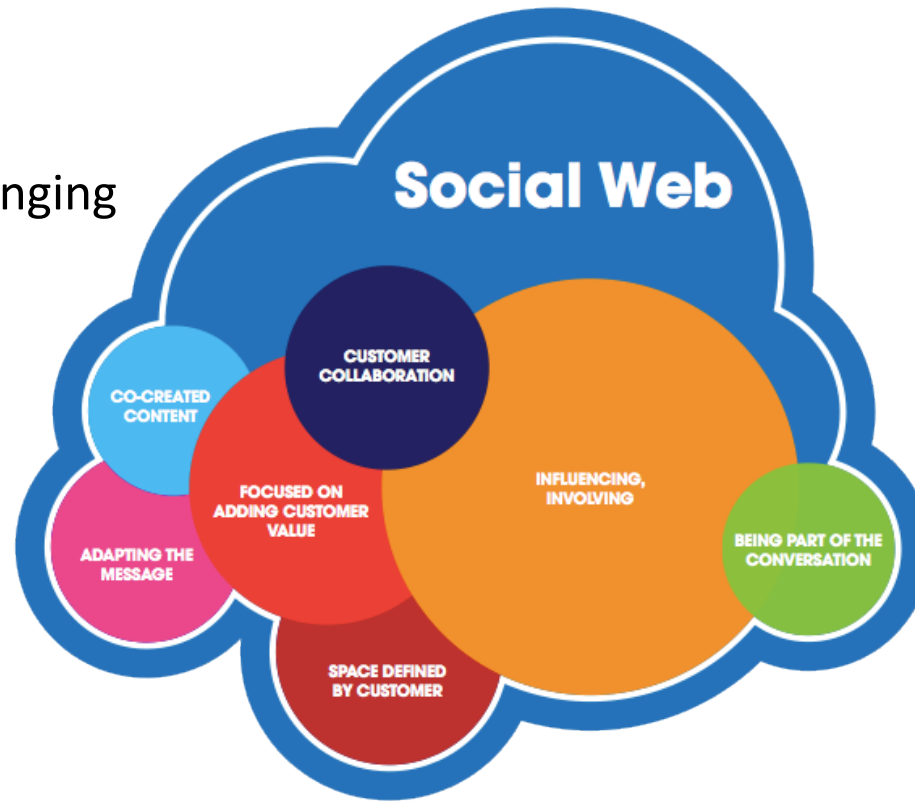 Social Web
nging
CUSTOMER
COLLABORATION
CO-CREATED
CONTENT
INFLUENCING,
INVOLVING
FOCUSED ON
ADDING CUSTOMER
VALUE
BEING PART OF THE
CONVERSATION
ADAPTING THE
MESSAGE
SPACE DEFINED
BY CUSTOMER